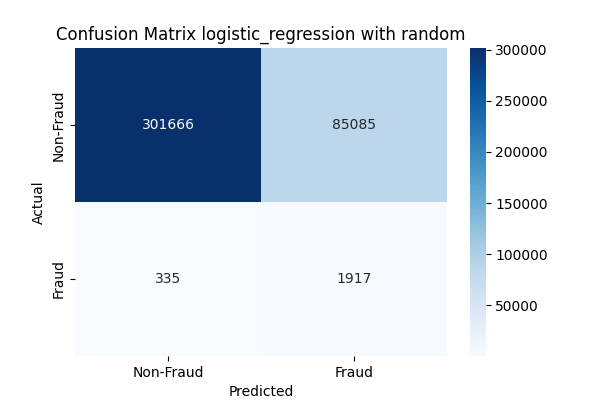 Confusion Matrix logistic_regression with random
Actual
Non-Fraud
Fraud
301666
85085
335
1917
Non-Fraud
Fraud
Predicted
300000
250000
200000
150000
100000
50000